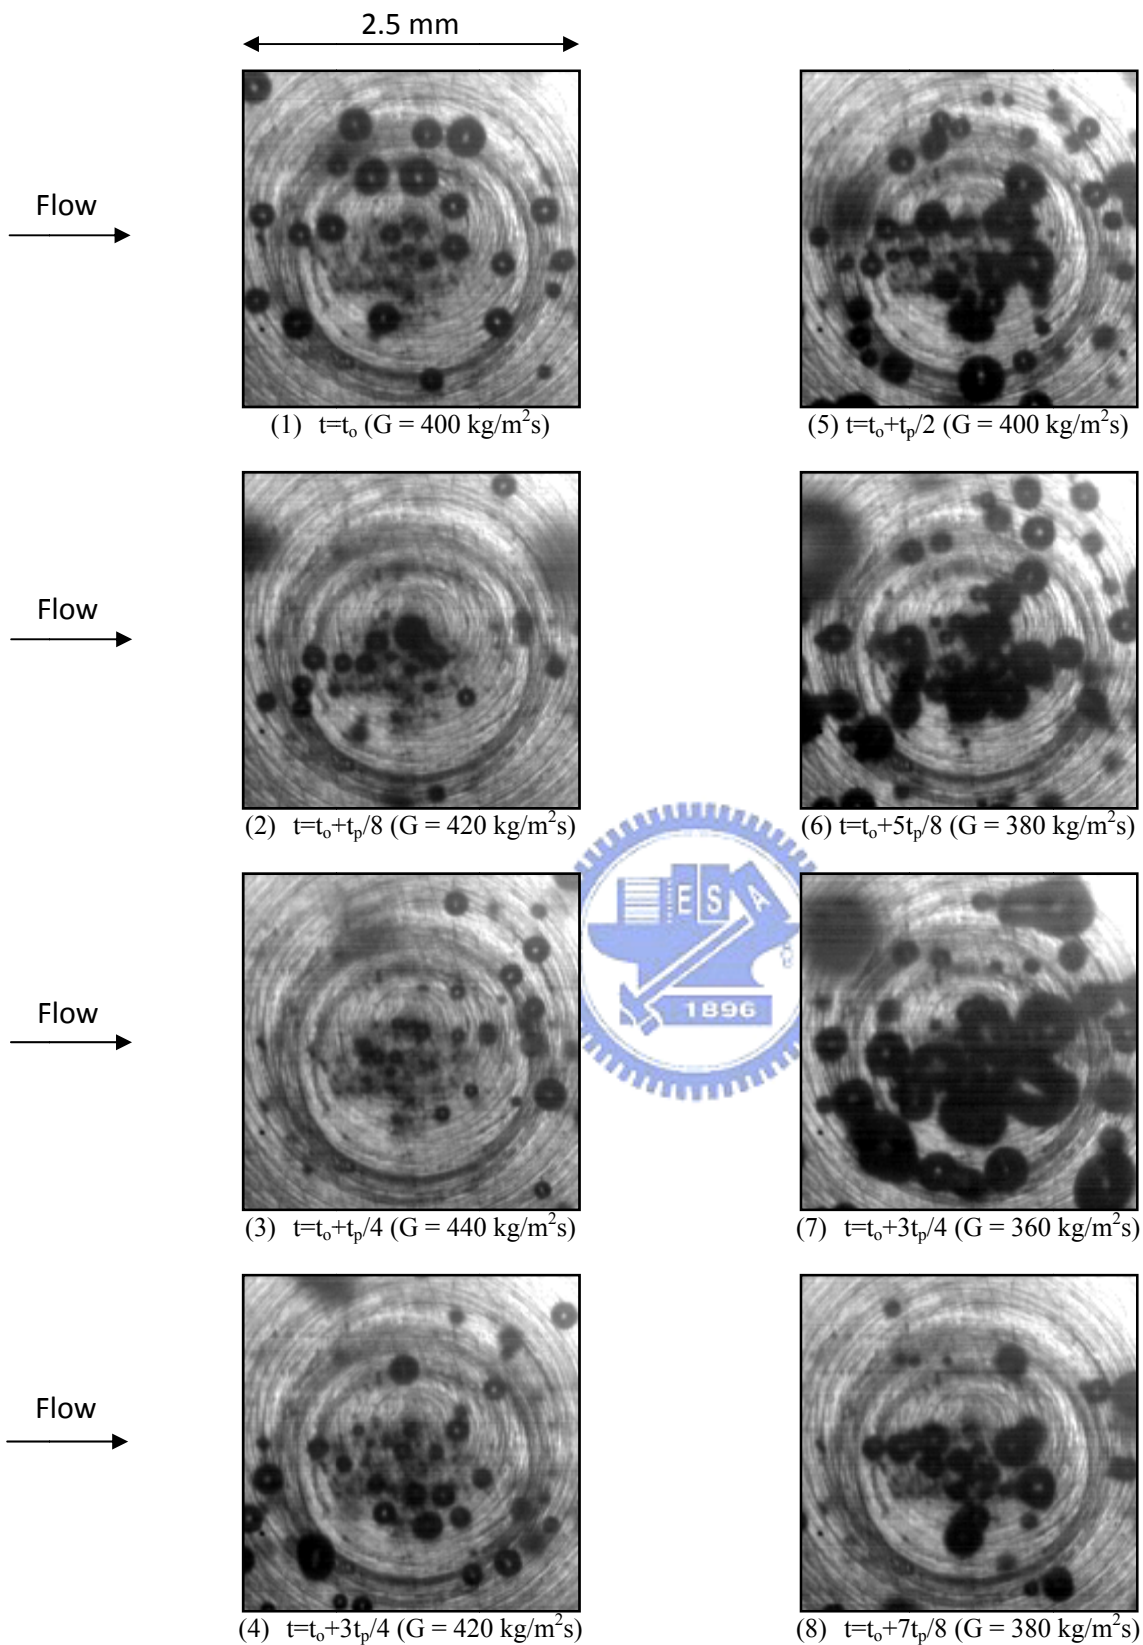 2.5 mm
Flow
(1) t=tₒ (G = 400 kg/m²s)
(5) t=tₒ+tₚ/2 (G = 400 kg/m²s)
Flow
(2) t=tₒ+tₚ/8 (G = 420 kg/m²s)
(6) t=tₒ+5tₚ/8 (G = 380 kg/m²s)
E S A
1896
Flow
(3) t=tₒ+tₚ/4 (G = 440 kg/m²s)
(7) t=tₒ+3tₚ/4 (G = 360 kg/m²s)
Flow
(4) t=tₒ+3tₚ/4 (G = 420 kg/m²s)
(8) t=tₒ+7tₚ/8 (G = 380 kg/m²s)